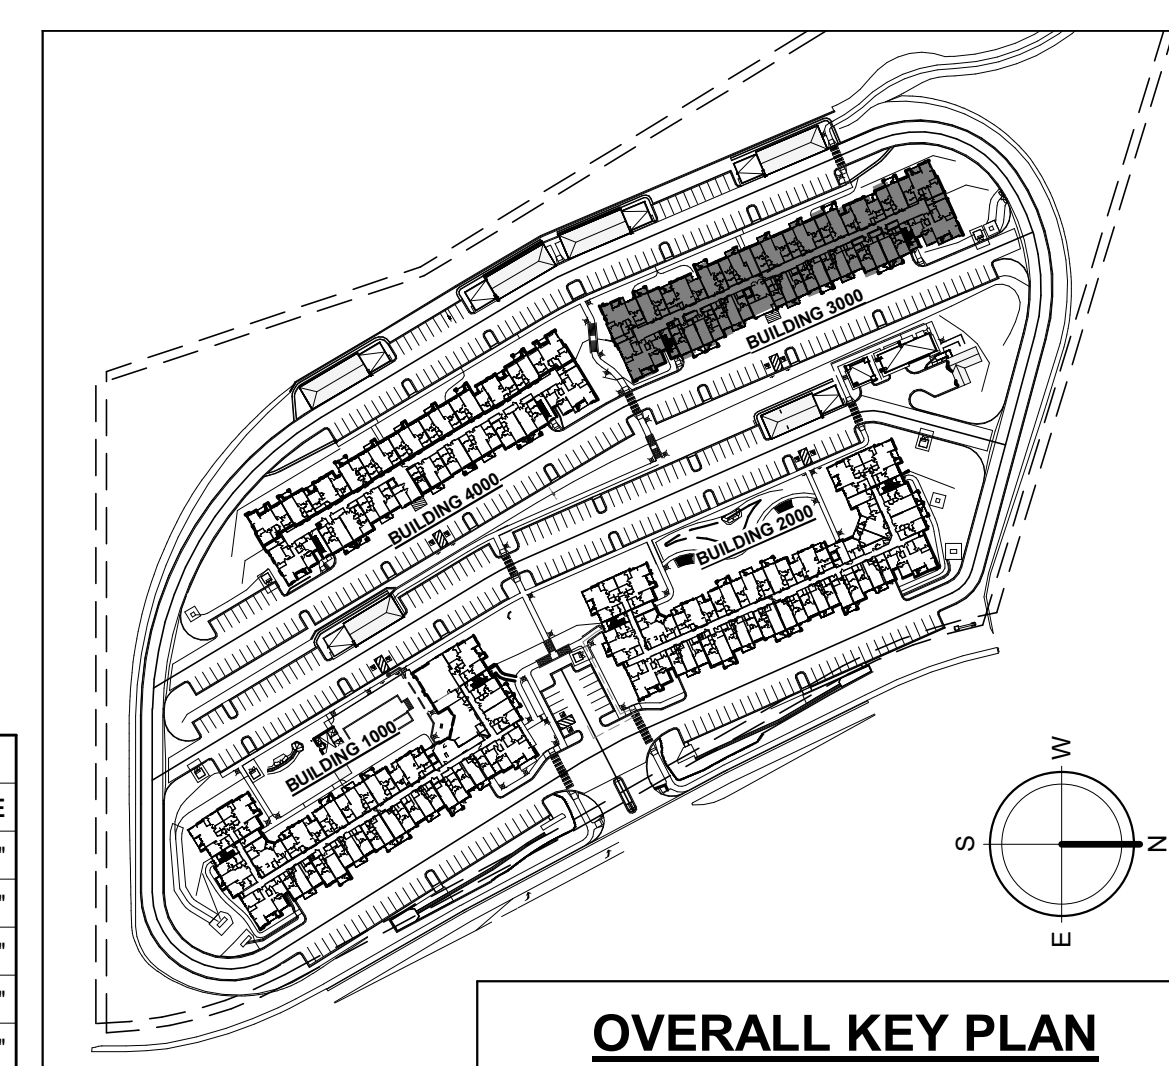 BUILDING 3000
BUILDING 4000
BUILDING 2000
BUILDING 1000
W
S
N
E
E
"
"
"
"
"
OVERALL KEY PLAN